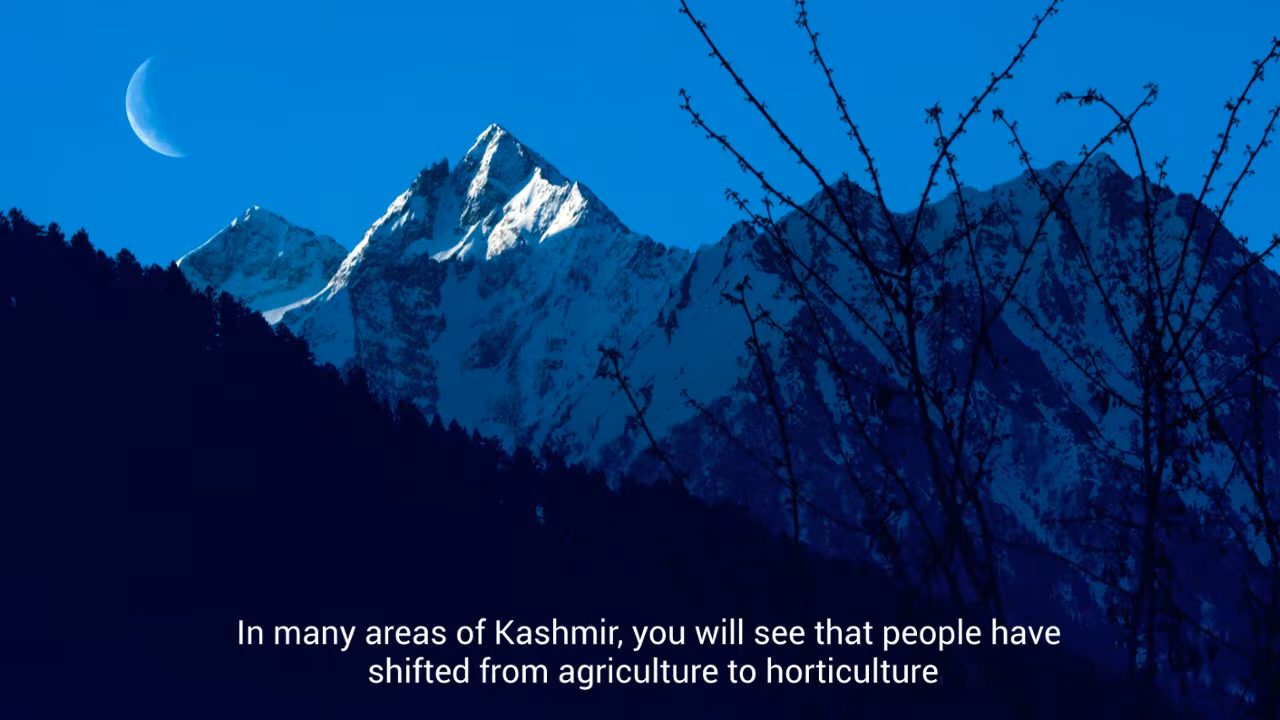 In many areas of Kashmir, you will see that people have
shifted from agriculture to horticulture